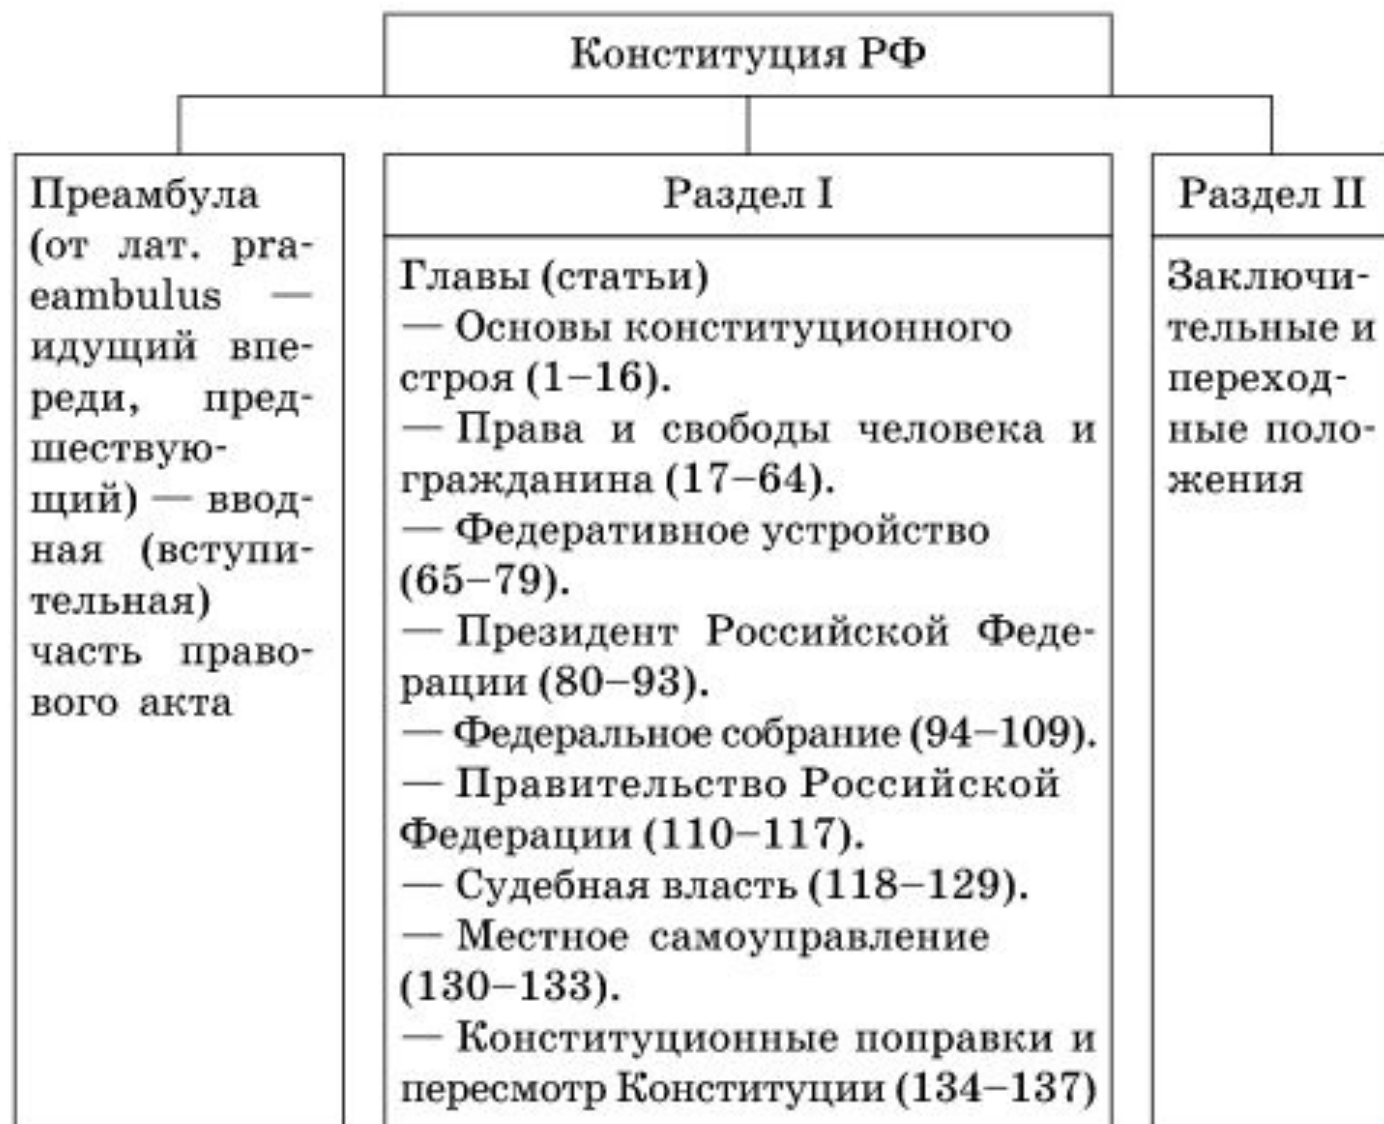 Конституция РФ
Преамбула
(от лат. pra-
eambulus —
идущий впе-
реди, пред-
шествую-
щий) — ввод-
ная (вступи-
тельная)
часть право-
вого акта
Раздел I
Главы (статьи)
— Основы конституционного
строя (1–16).
— Права и свободы человека и
гражданина (17–64).
— Федеративное устройство
(65–79).
— Президент Российской Феде-
рации (80–93).
— Федеральное собрание (94–109).
— Правительство Российской
Федерации (110–117).
— Судебная власть (118–129).
— Местное самоуправление
(130–133).
— Конституционные поправки и
пересмотр Конституции (134–137)
Раздел II
Заключи-
тельные и
переход-
ные поло-
жения